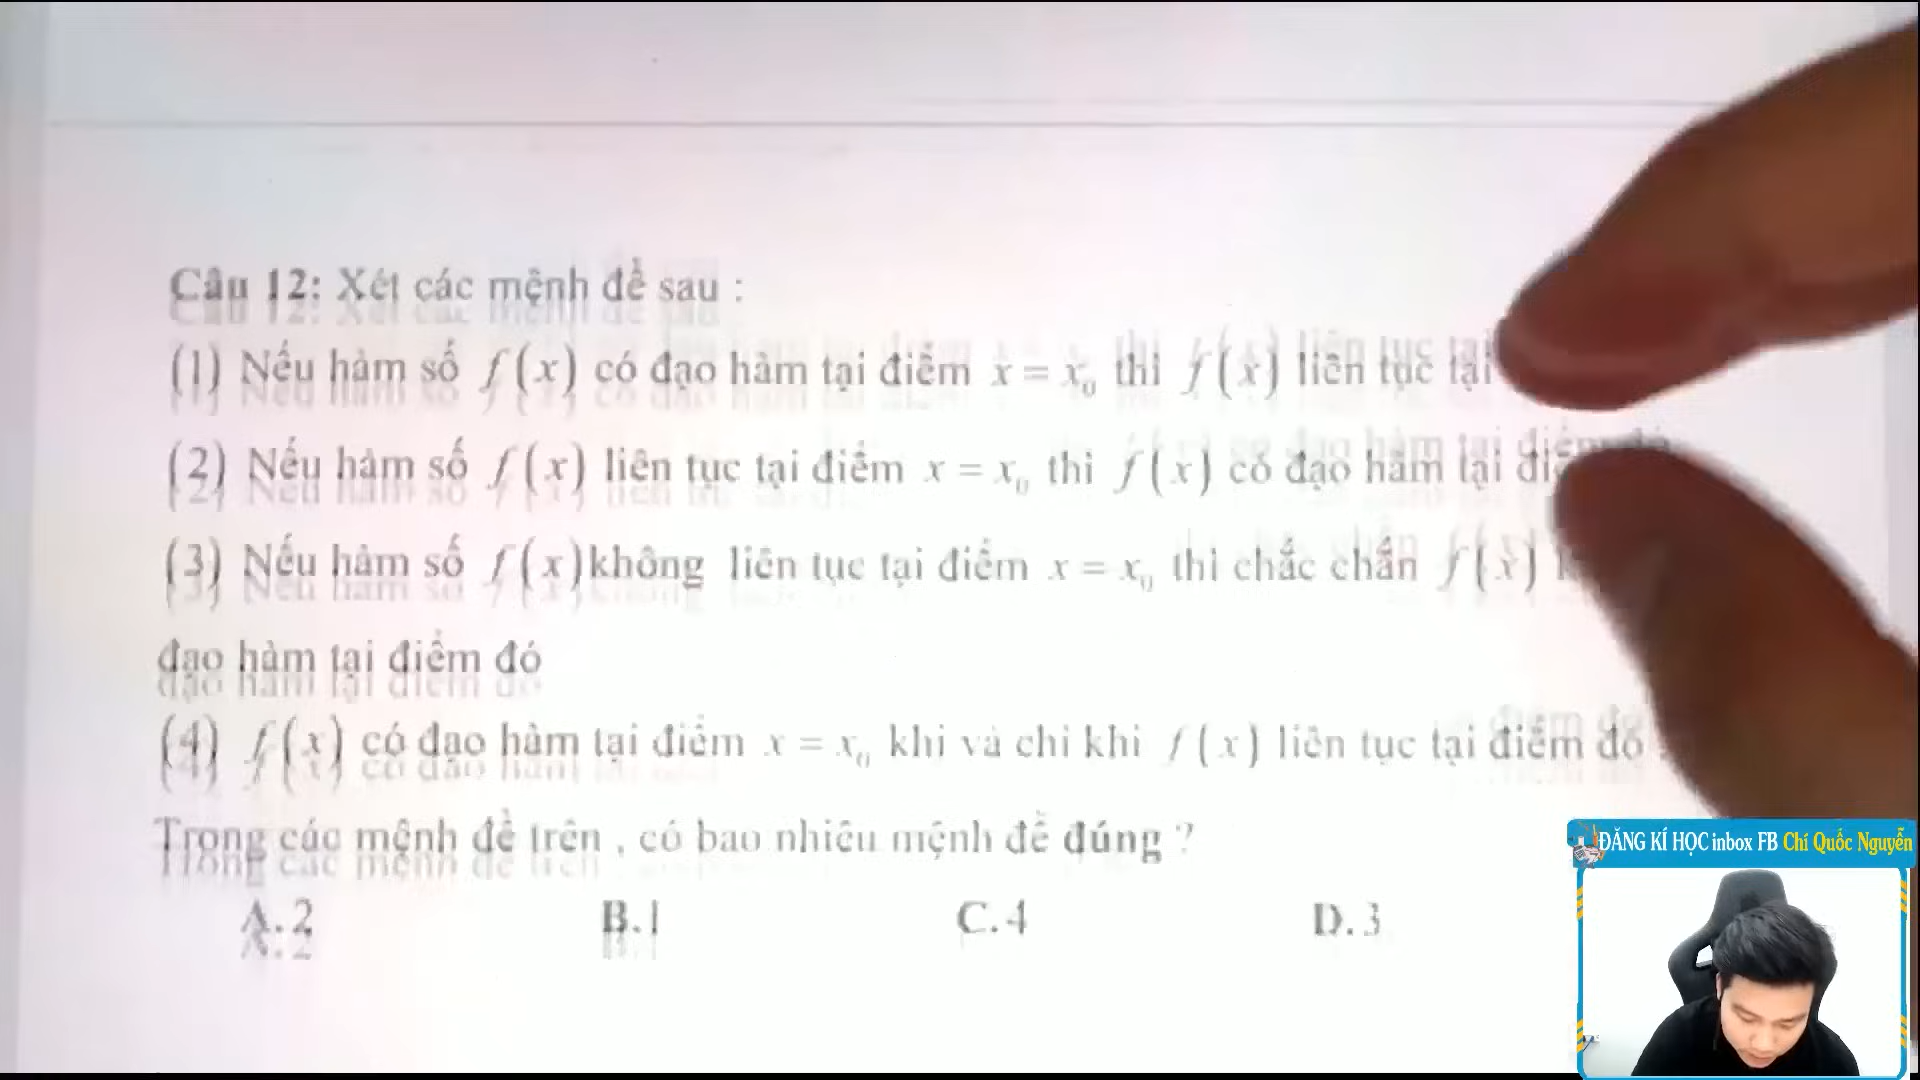 Câu 12: Xét các mệnh đề sau :
(1) Nếu hàm số f(x) có đạo hàm tại điểm x = x₀ thì f(x) liên tục tại
(2) Nếu hàm số f(x) liên tục tại điểm x = x₀ thì f(x) có đạo hàm tại
(3) Nếu hàm số f(x) không liên tục tại điểm x = x₀ thì chắc chắn f(x)
đạo hàm tại điểm đó
(4) f(x) có đạo hàm tại điểm x = x₀ khi và chỉ khi f(x) liên tục tại điểm đó
Trong các mệnh đề trên , có bao nhiêu mệnh đề đúng ?
A. 2 B. 1 C. 4 D. 3
ĐĂNG KÍ HỌC inbox FB Chí Quốc Nguyễn